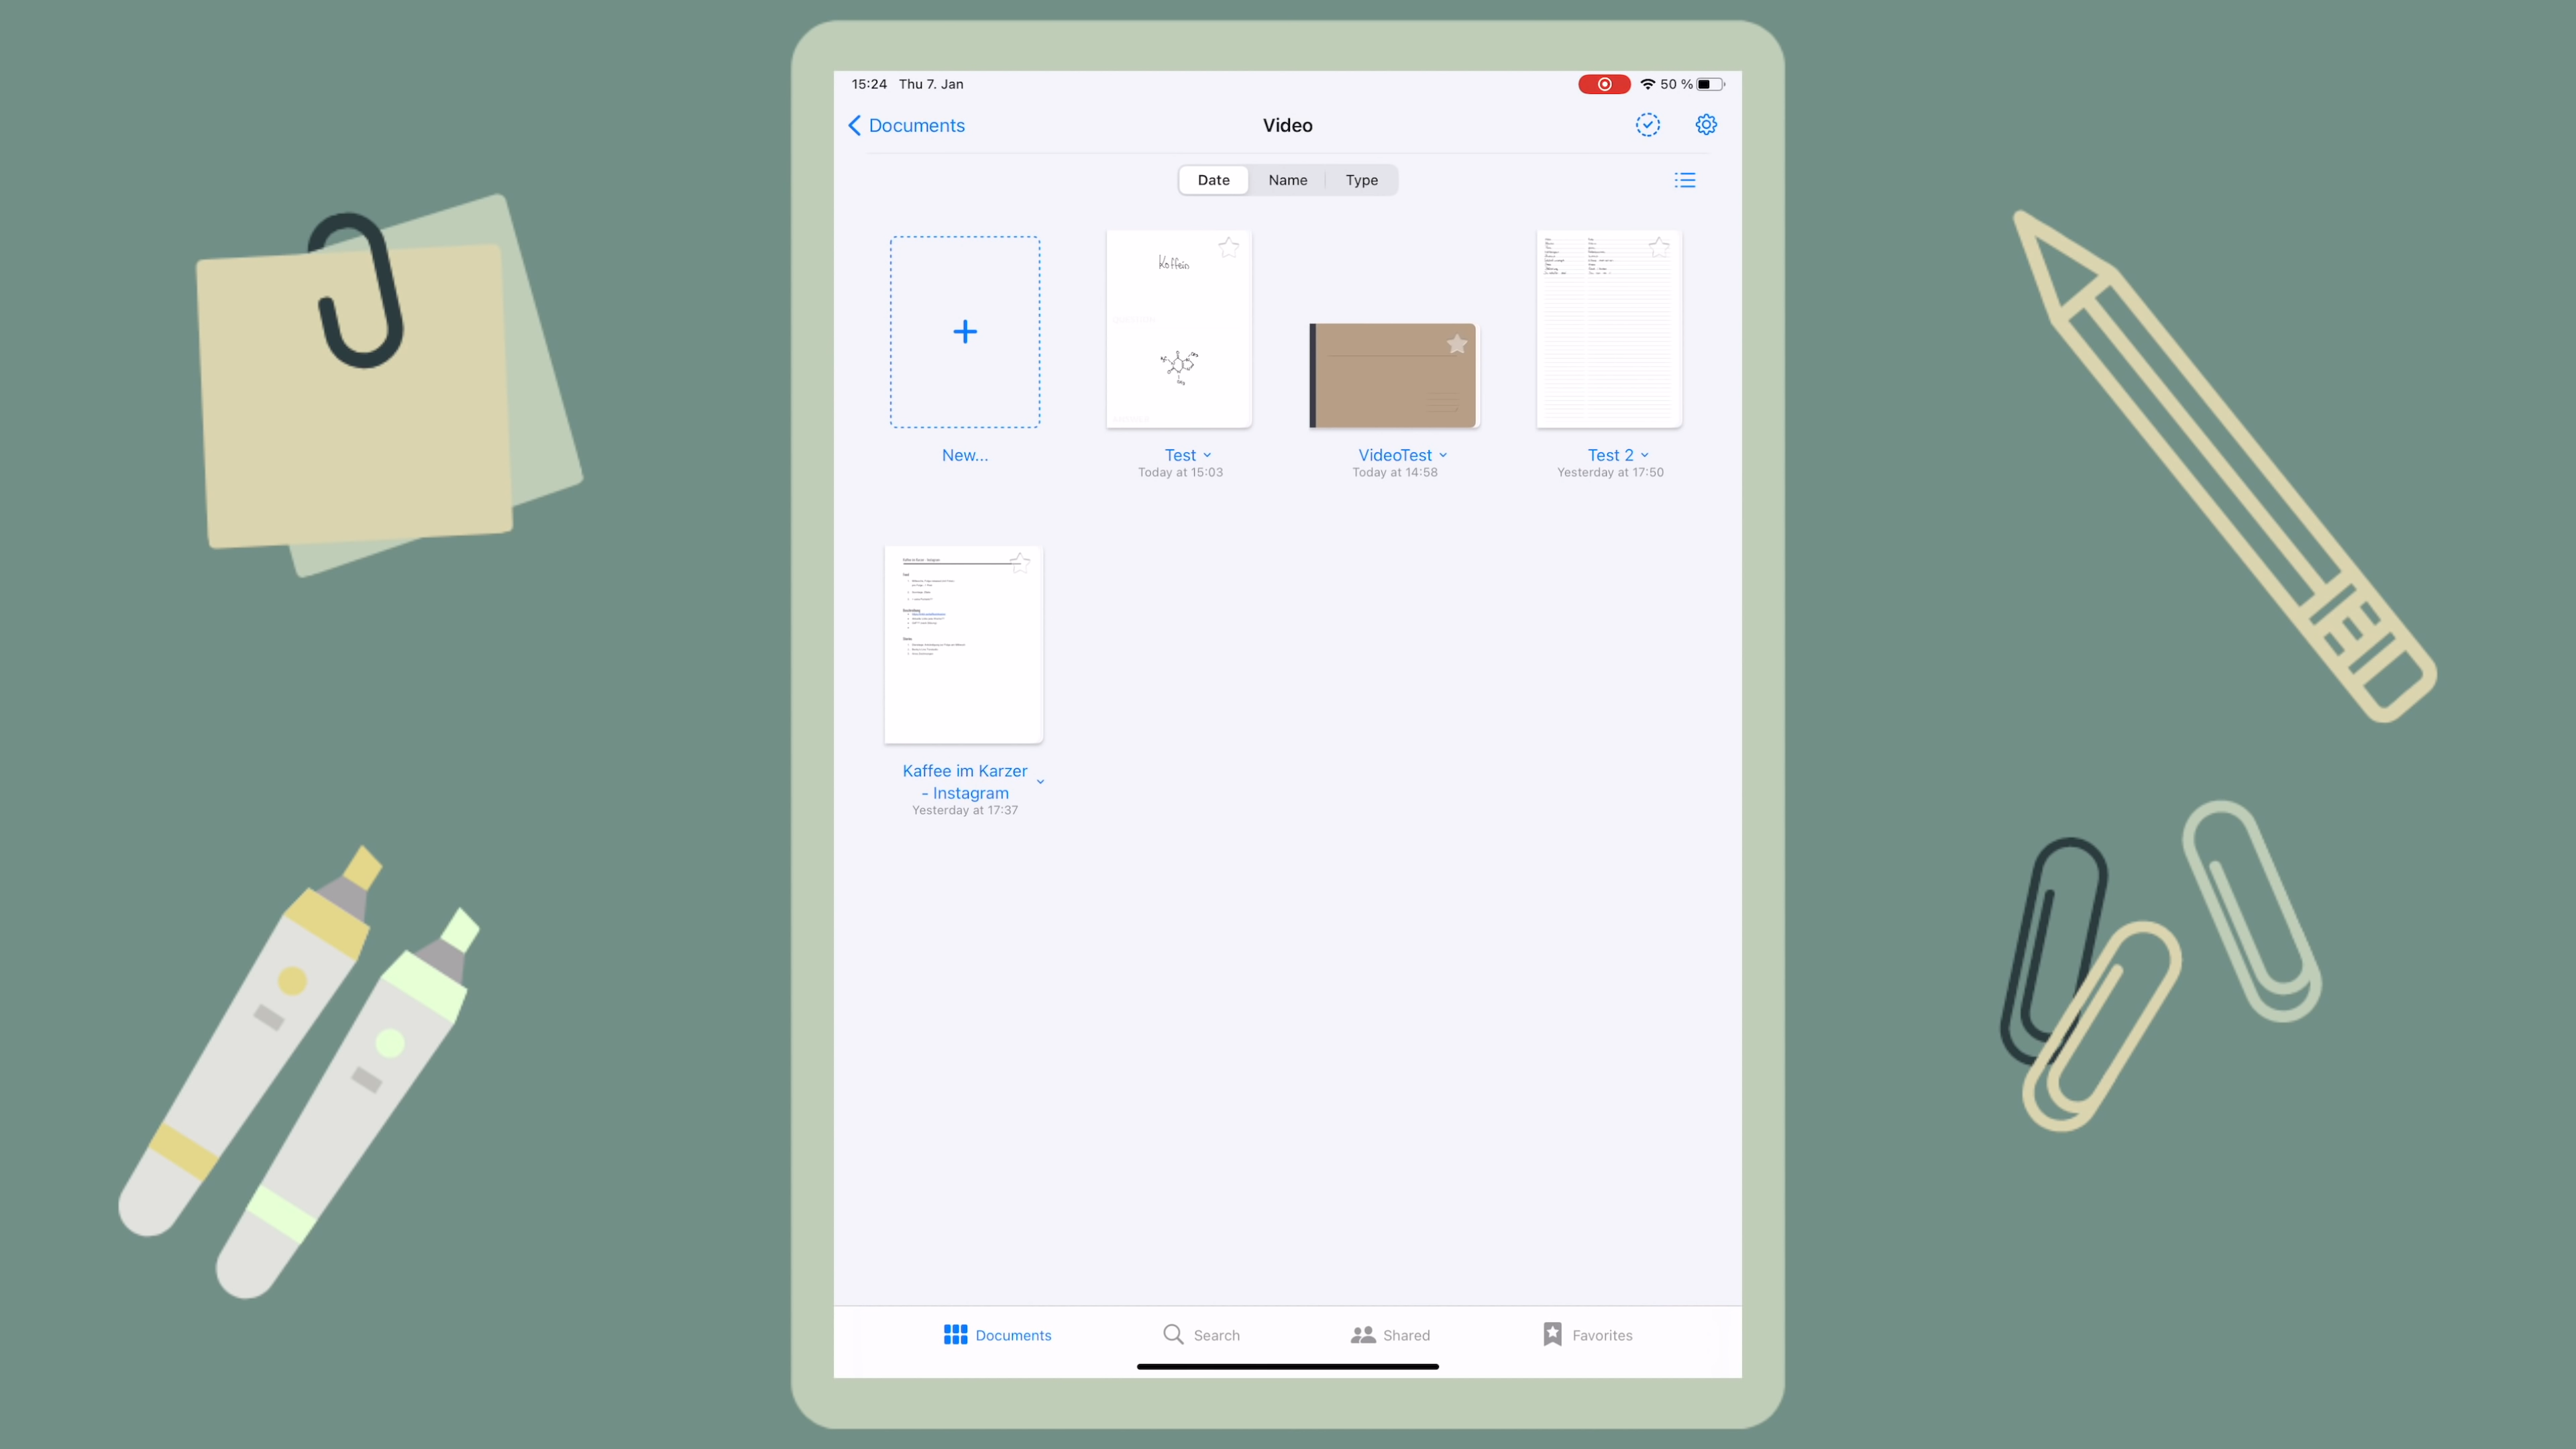 15:24 Thu 7. Jan
50 %
Documents
Video
Date
Name
Type
Koffein
New...
Test
Today at 15:03
VideoTest
Today at 14:58
Test 2
Yesterday at 17:50
Kaffee im Karzer
- Instagram
Yesterday at 17:37
Documents
Search
Shared
Favorites